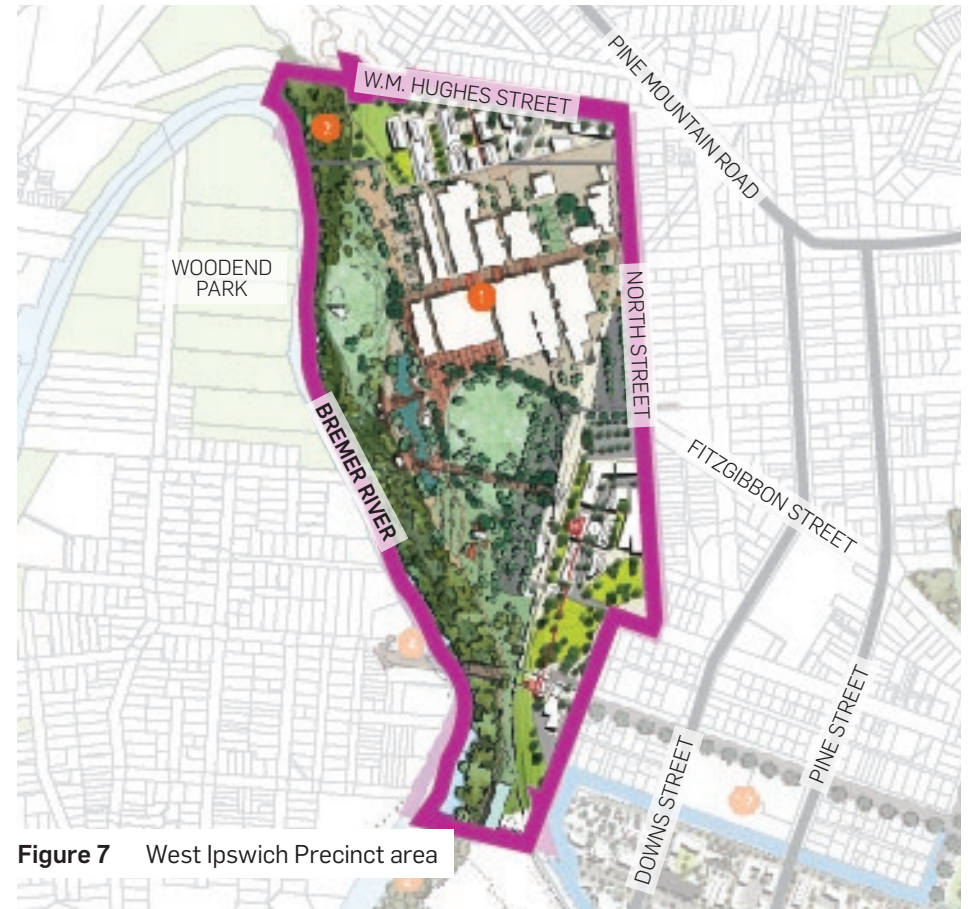 PINE MOUNTAIN ROAD
W.M. HUGHES STREET
2
WOODEND
PARK
1
NORTH STREET
BREMER RIVER
FITZGIBBON STREET
PINE STREET
DOWNS STREET
Figure 7 West Ipswich Precinct area